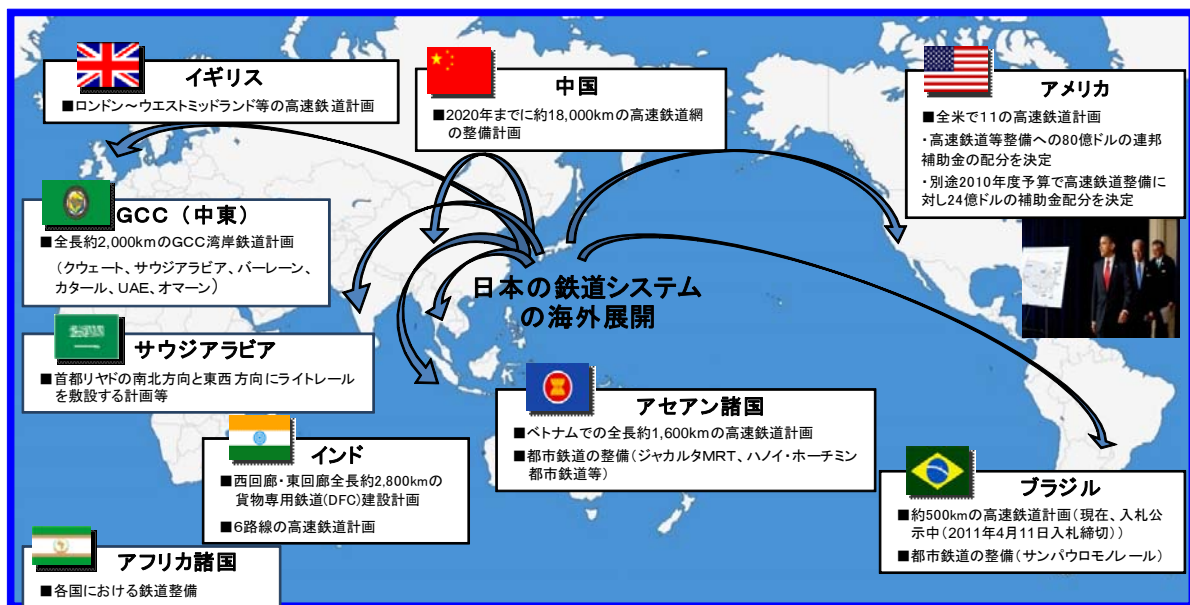 イギリス
■ロンドン～ウエストミッドランド等の高速鉄道計画
中国
■2020年までに約18,000kmの高速鉄道網
の整備計画
アメリカ
■全米で11の高速鉄道計画
・高速鉄道等整備への80億ドルの連邦
補助金の配分を決定
・別途2010年度予算で高速鉄道整備に
対し24億ドルの補助金配分を決定
GCC（中東）
■全長約2,000kmのGCC湾岸鉄道計画
（クウェート、サウジアラビア、バーレーン、
カタール、UAE、オマーン）
日本の鉄道システム
の海外展開
サウジアラビア
■首都リヤドの南北方向と東西方向にライトレール
を敷設する計画等
アセアン諸国
■ベトナムでの全長約1,600kmの高速鉄道計画
■都市鉄道の整備（ジャカルタMRT、ハノイ・ホーチミン
都市鉄道等）
インド
■西回廊・東回廊全長約2,800kmの
貨物専用鉄道(DFC)建設計画
■６路線の高速鉄道計画
ブラジル
■約500kmの高速鉄道計画（現在、入札公
示中（2011年4月11日入札締切））
■都市鉄道の整備（サンパウロモノレール）
アフリカ諸国
■各国における鉄道整備